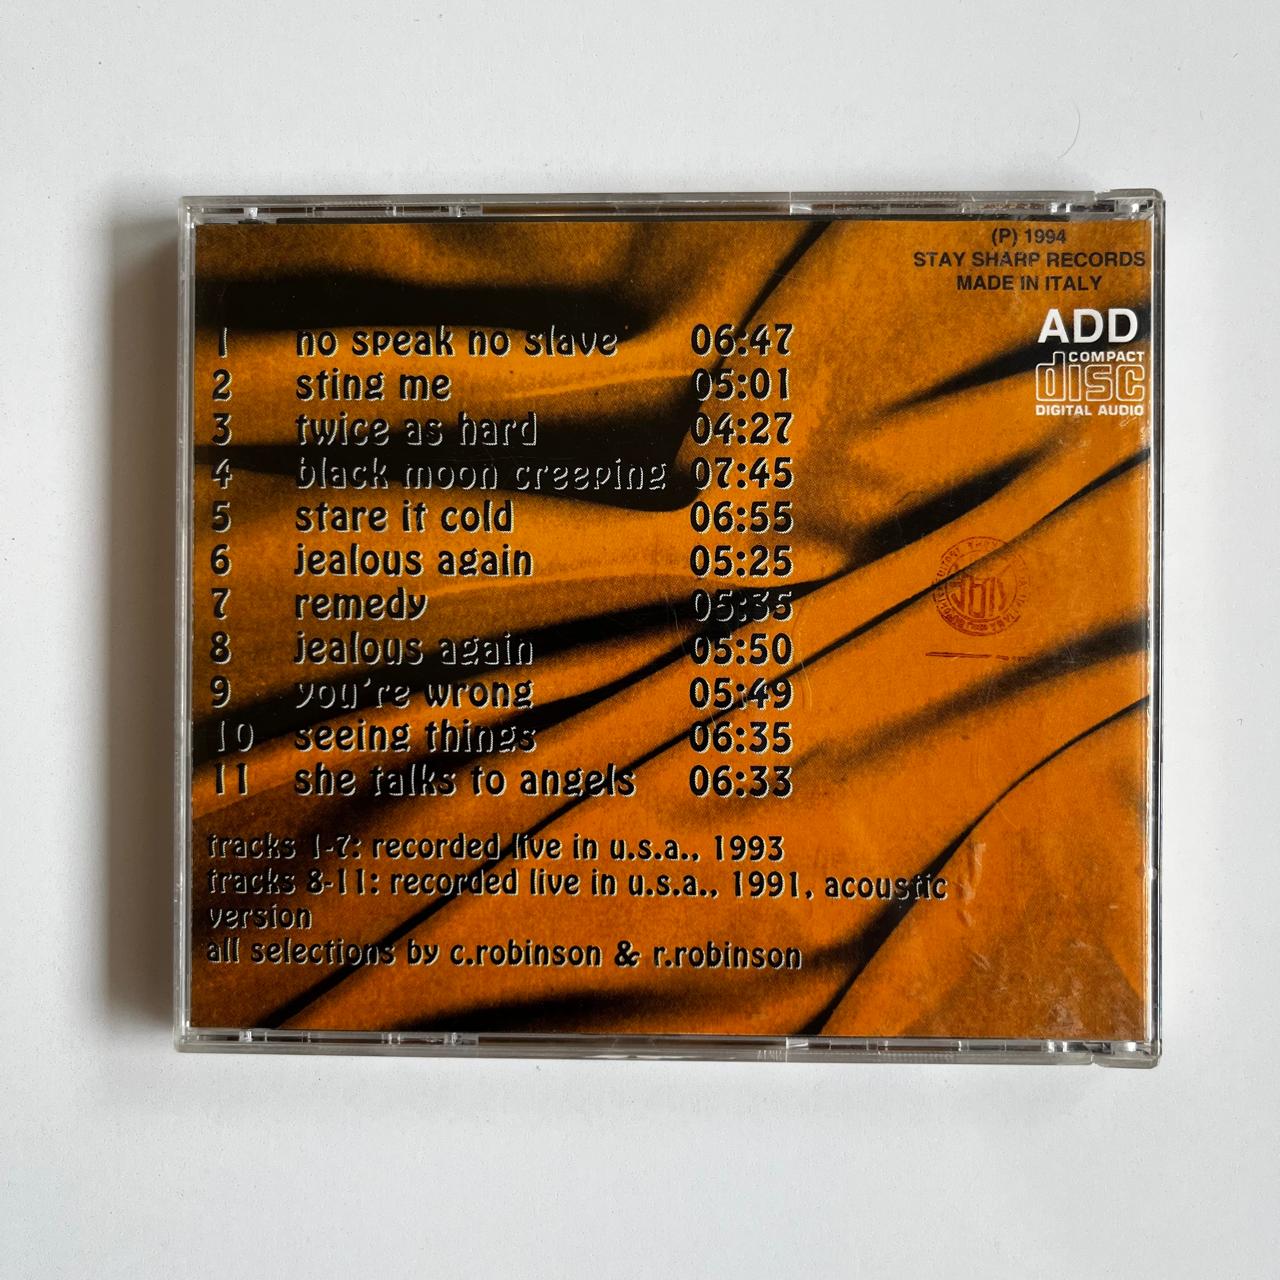 (P) 1994
STAY SHARP RECORDS
MADE IN ITALY
ADD
COMPACT
disc
DIGITAL AUDIO
1 no speak no slave 06:47
2 sting me 05:01
3 twice as hard 04:27
4 black moon creeping 07:45
5 stare it cold 06:55
6 jealous again 05:25
7 remedy 05:35
8 jealous again 05:50
9 you're wrong 05:49
10 seeing things 06:35
11 she talks to angels 06:33
tracks 1-7: recorded live in u.s.a., 1993
tracks 8-11: recorded live in u.s.a., 1991, acoustic
version
all selections by c.robinson & r.robinson